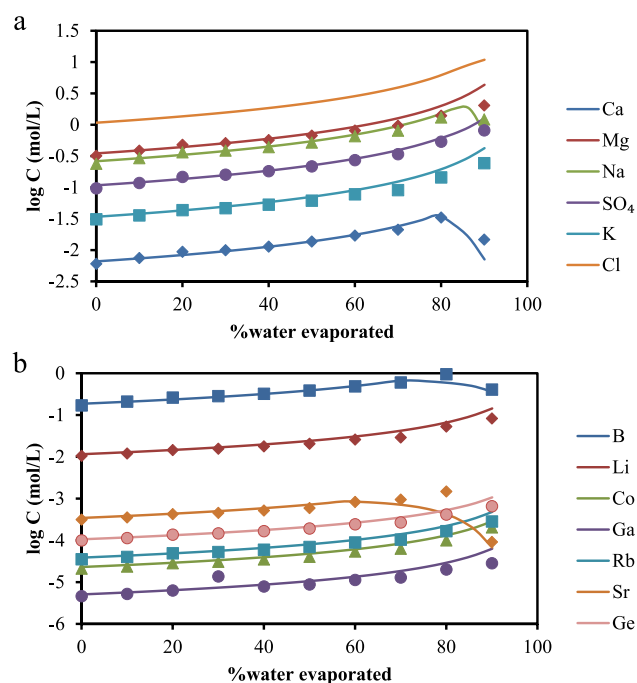 a
1.5
1
0.5
0
-0.5
-1
-1.5
-2
-2.5
log C (mol/L)
0 20 40 60 80 100
%water evaporated
Ca
Mg
Na
SO₄
K
Cl
b
0
-1
-2
-3
-4
-5
-6
log C (mol/L)
0 20 40 60 80 100
%water evaporated
B
Li
Co
Ga
Rb
Sr
Ge